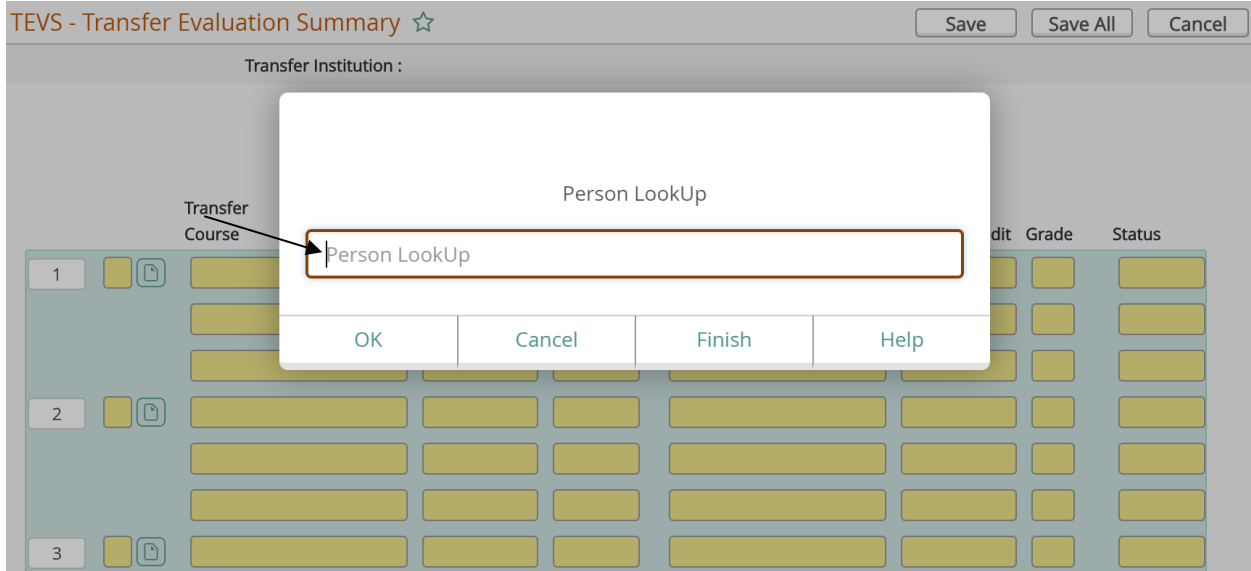 TEVS - Transfer Evaluation Summary Save Save All Cancel
Transfer Institution :
Person LookUp
Transfer
Course dit Grade Status
Person LookUp
1
OK Cancel Finish Help
2
3